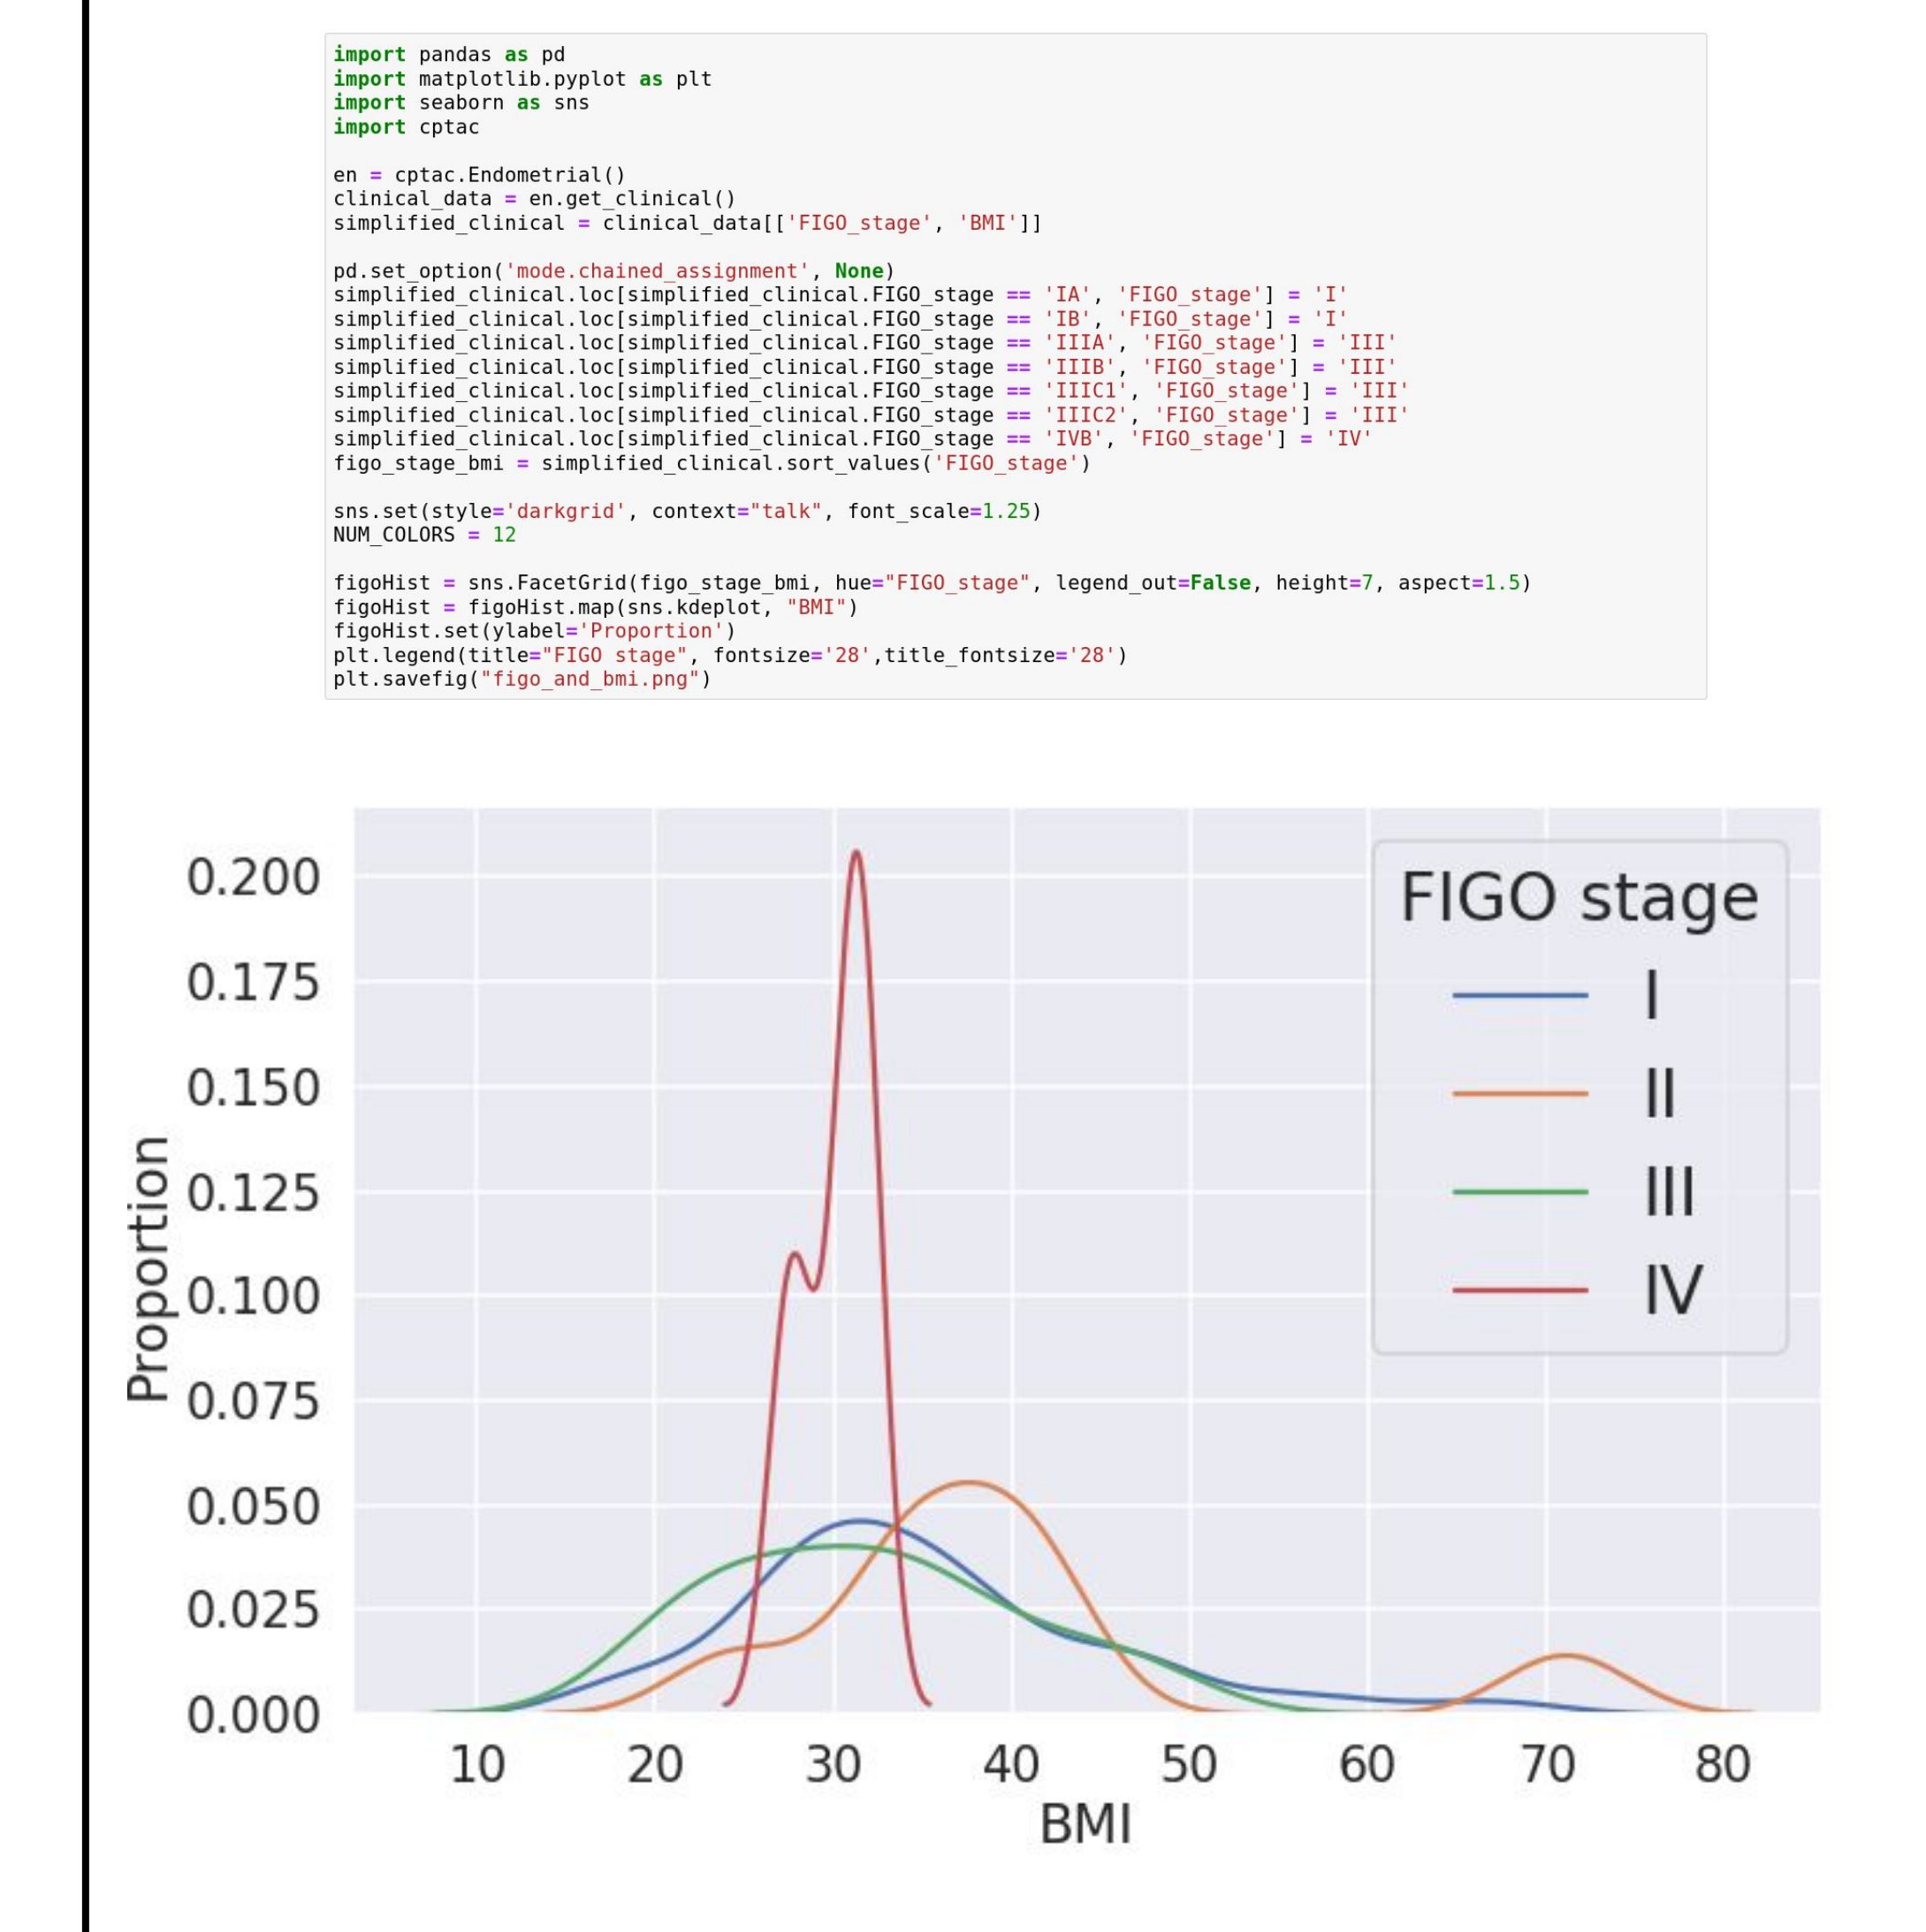 import pandas as pd
import matplotlib.pyplot as plt
import seaborn as sns
import cptac
en = cptac.Endometrial()
clinical_data = en.get_clinical()
simplified_clinical = clinical_data[['FIGO_stage', 'BMI']]
pd.set_option('mode.chained_assignment', None)
simplified_clinical.loc[simplified_clinical.FIGO_stage == 'IA', 'FIGO_stage'] = 'I'
simplified_clinical.loc[simplified_clinical.FIGO_stage == 'IB', 'FIGO_stage'] = 'I'
simplified_clinical.loc[simplified_clinical.FIGO_stage == 'IIIA', 'FIGO_stage'] = 'III'
simplified_clinical.loc[simplified_clinical.FIGO_stage == 'IIIB', 'FIGO_stage'] = 'III'
simplified_clinical.loc[simplified_clinical.FIGO_stage == 'IIIC1', 'FIGO_stage'] = 'III'
simplified_clinical.loc[simplified_clinical.FIGO_stage == 'IIIC2', 'FIGO_stage'] = 'III'
simplified_clinical.loc[simplified_clinical.FIGO_stage == 'IVB', 'FIGO_stage'] = 'IV'
figo_stage_bmi = simplified_clinical.sort_values('FIGO_stage')
sns.set(style='darkgrid', context="talk", font_scale=1.25)
NUM_COLORS = 12
figoHist = sns.FacetGrid(figo_stage_bmi, hue="FIGO_stage", legend_out=False, height=7, aspect=1.5)
figoHist = figoHist.map(sns.kdeplot, "BMI")
figoHist.set(ylabel='Proportion')
plt.legend(title="FIGO stage", fontsize='28',title_fontsize='28')
plt.savefig("figo_and_bmi.png")
Proportion
0.200
0.175
0.150
0.125
0.100
0.075
0.050
0.025
0.000
FIGO stage
I
II
III
IV
10 20 30 40 50 60 70 80
BMI